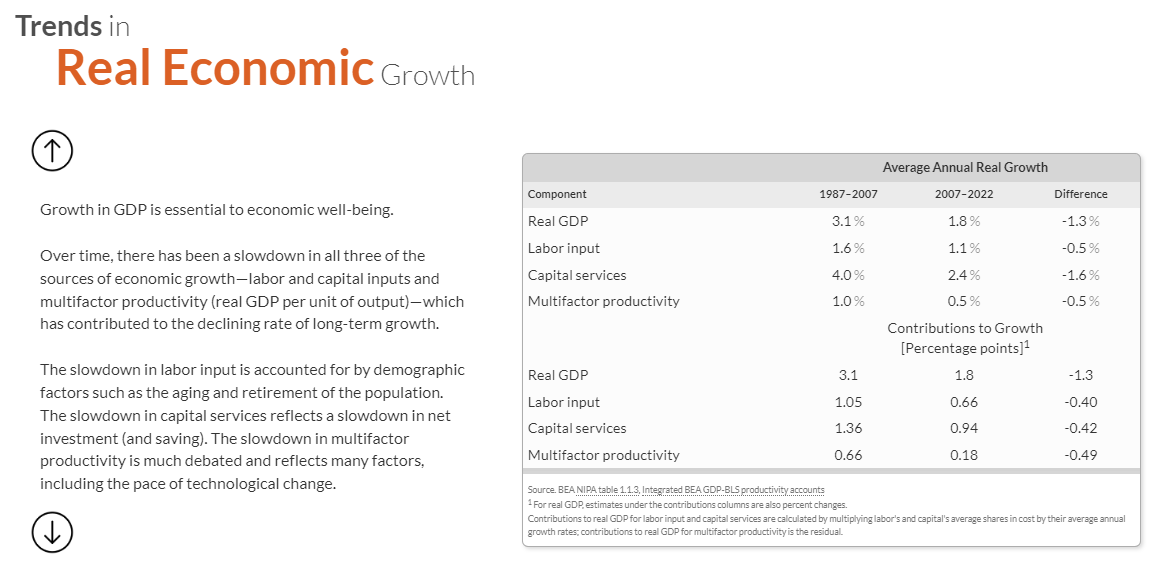 Trends in
Real Economic Growth
Growth in GDP is essential to economic well-being.
Over time, there has been a slowdown in all three of the
sources of economic growth—labor and capital inputs and
multifactor productivity (real GDP per unit of output)—which
has contributed to the declining rate of long-term growth.
The slowdown in labor input is accounted for by demographic
factors such as the aging and retirement of the population.
The slowdown in capital services reflects a slowdown in net
investment (and saving). The slowdown in multifactor
productivity is much debated and reflects many factors,
including the pace of technological change.
Average Annual Real Growth
Component 1987–2007 2007–2022 Difference
Real GDP 3.1% 1.8% -1.3%
Labor input 1.6% 1.1% -0.5%
Capital services 4.0% 2.4% -1.6%
Multifactor productivity 1.0% 0.5% -0.5%
Contributions to Growth
[Percentage points]¹
Real GDP 3.1 1.8 -1.3
Labor input 1.05 0.66 -0.40
Capital services 1.36 0.94 -0.42
Multifactor productivity 0.66 0.18 -0.49
Source. BEA NIPA table 1.1.3, Integrated BEA GDP-BLS productivity accounts
¹ For real GDP, estimates under the contributions columns are also percent changes.
Contributions to real GDP for labor input and capital services are calculated by multiplying labor's and capital's average shares in cost by their average annual
growth rates; contributions to real GDP for multifactor productivity is the residual.